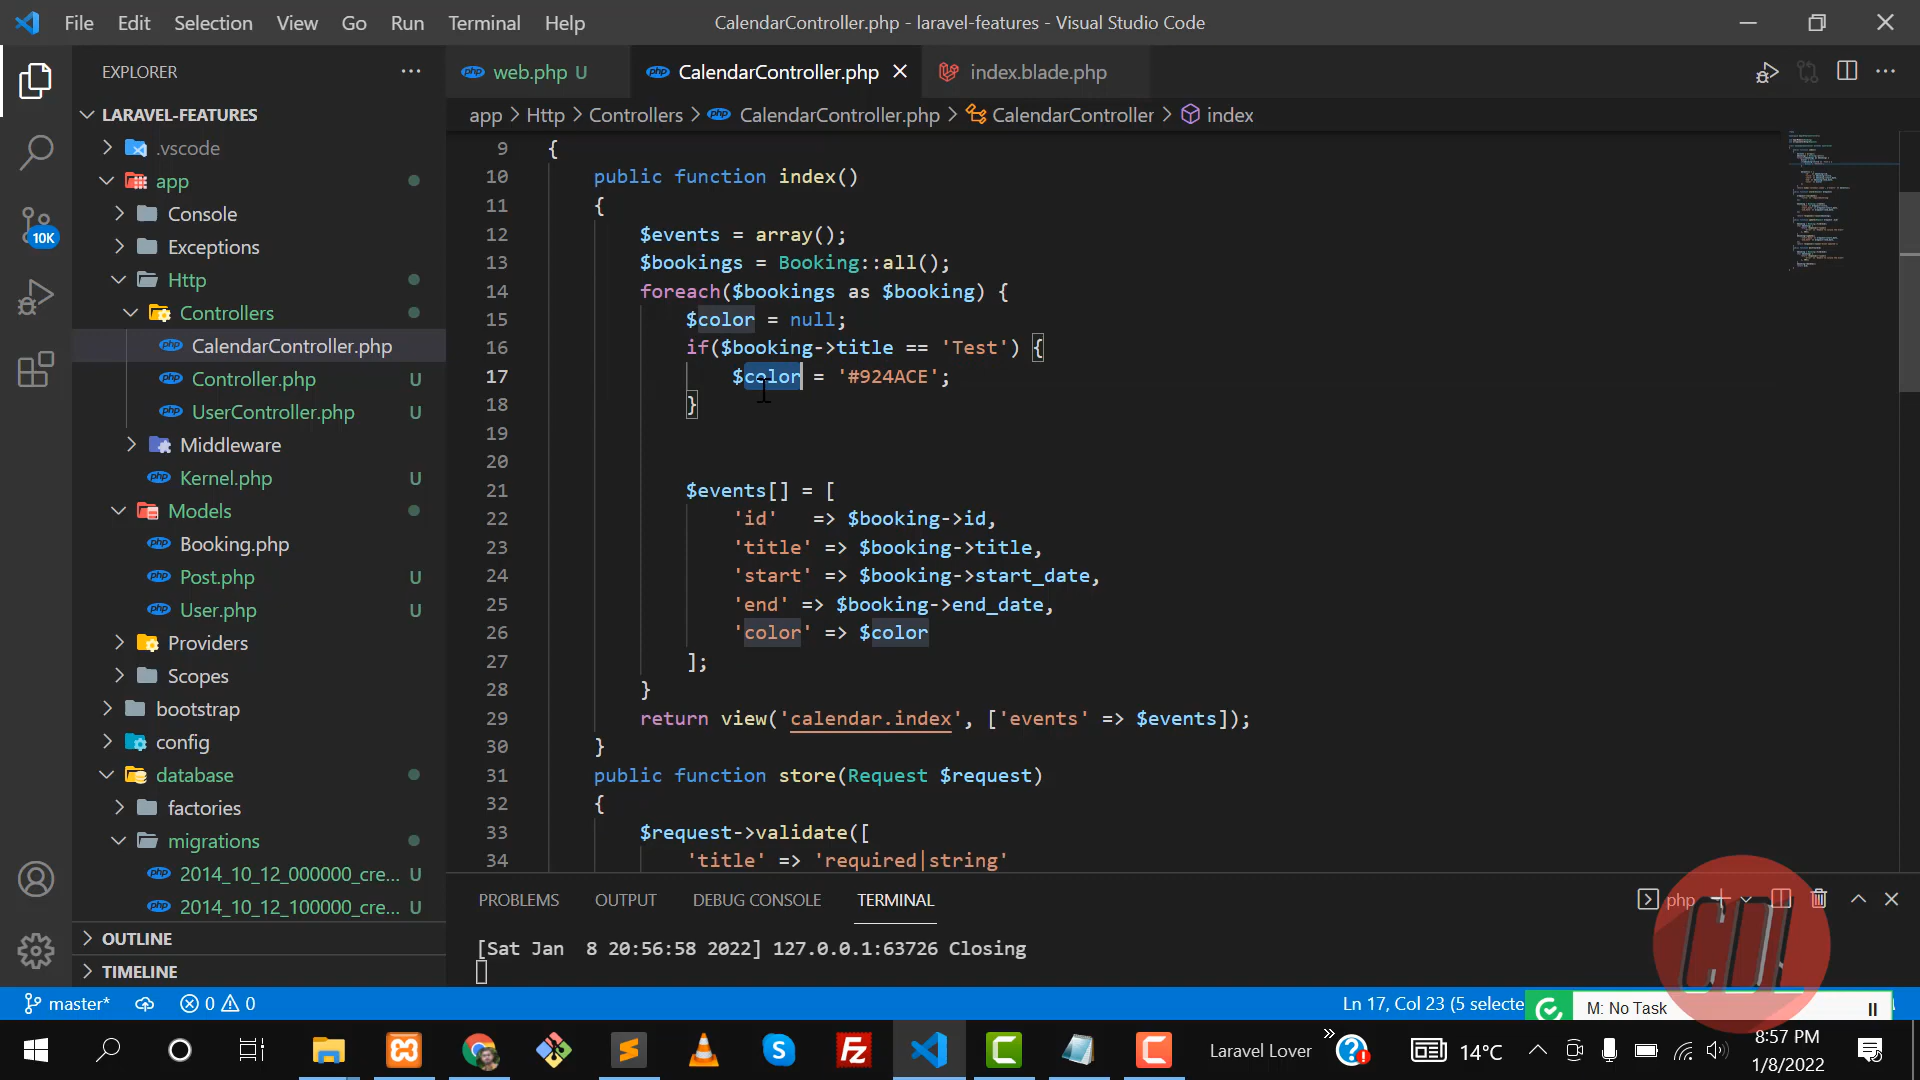 File Edit Selection View Go Run Terminal Help
CalendarController.php - laravel-features - Visual Studio Code
EXPLORER
web.php U
CalendarController.php
index.blade.php
app > Http > Controllers > CalendarController.php > CalendarController > index
LARAVEL-FEATURES
.vscode
app
Console
Exceptions
Http
Controllers
CalendarController.php
Controller.php U
UserController.php U
Middleware
Kernel.php U
Models
Booking.php
Post.php U
User.php U
Providers
Scopes
bootstrap
config
database
factories
migrations
2014_10_12_000000_cre... U
2014_10_12_100000_cre... U
OUTLINE
TIMELINE
10K
9 {
10 public function index()
11 {
12 $events = array();
13 $bookings = Booking::all();
14 foreach($bookings as $booking) {
15 $color = null;
16 if($booking->title == 'Test') {
17 $color = '#924ACE';
18 }
19
20
21 $events[] = [
22 'id'   => $booking->id,
23 'title' => $booking->title,
24 'start' => $booking->start_date,
25 'end' => $booking->end_date,
26 'color' => $color
27 ];
28 }
29 return view('calendar.index', ['events' => $events]);
30 }
31 public function store(Request $request)
32 {
33 $request->validate([
34 'title' => 'required|string'
PROBLEMS OUTPUT DEBUG CONSOLE TERMINAL
php
[Sat Jan  8 20:56:58 2022] 127.0.0.1:63726 Closing
master* 0 0
Ln 17, Col 23 (5 selecte
M: No Task
Laravel Lover
14°C
8:57 PM
1/8/2022